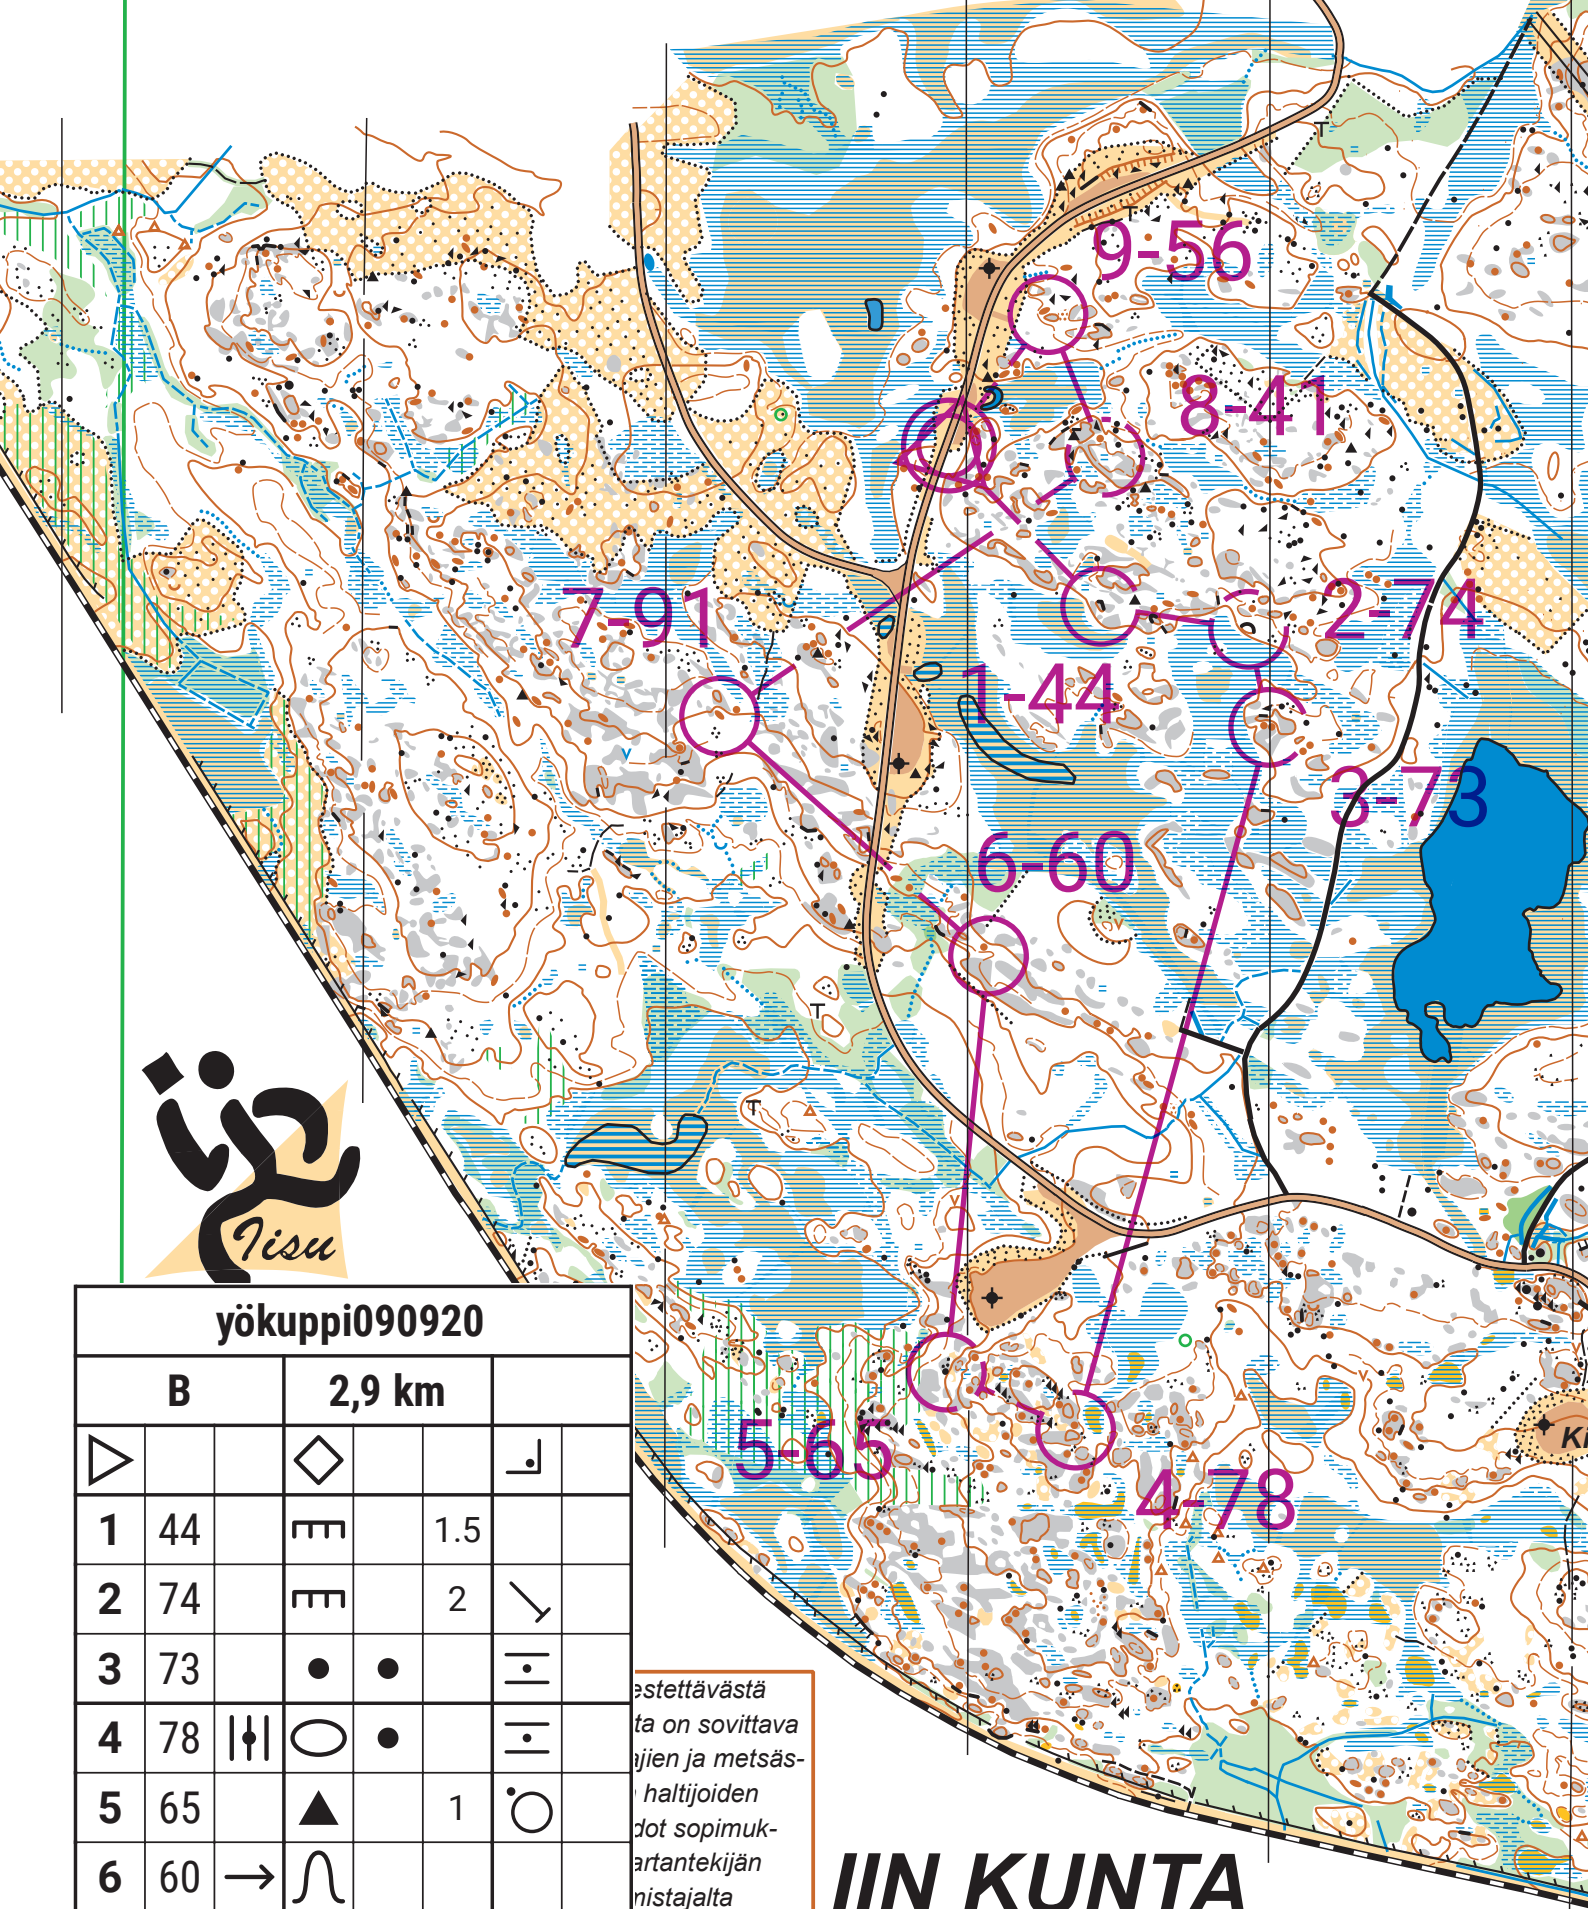 9-56
8-41
7-91
2-74
1-44
3-73
6-60
5-65
4-78
Iisu
yökuppi090920
B 2,9 km
1 44 1.5
2 74 2
3 73
4 78
5 65 1
6 60
estettävästä
ta on sovittava
ajien ja metsäs-
haltijoiden
dot sopimuk-
artantekijän
mistajalta
IIN KUNTA